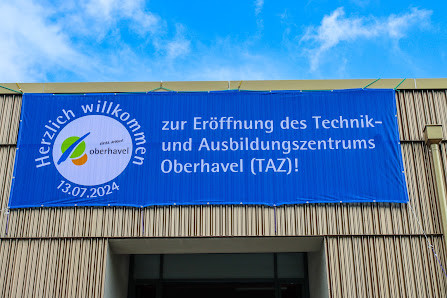 Herzlich willkommen
oberhavel
13.07.2024
zur Eröffnung des Technik-
und Ausbildungszentrums
Oberhavel (TAZ)!